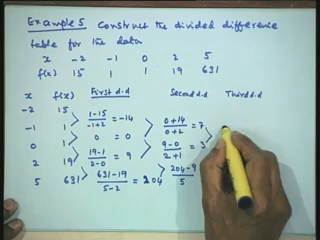 Example 5 Construct the divided difference
table for the data
x -2 -1 0 2 5
f(x) 15 1 1 19 631
x f(x) First d.d Second d.d Third d.d
-2 15
1-15/-1+2 = -14
-1 1 0+14/0+2 = 7
0 = 0
0 1 9-0/2+1 = 3
19-1/2-0 = 9
2 19 204-9/5
631-19/5-2 = 204
5 631